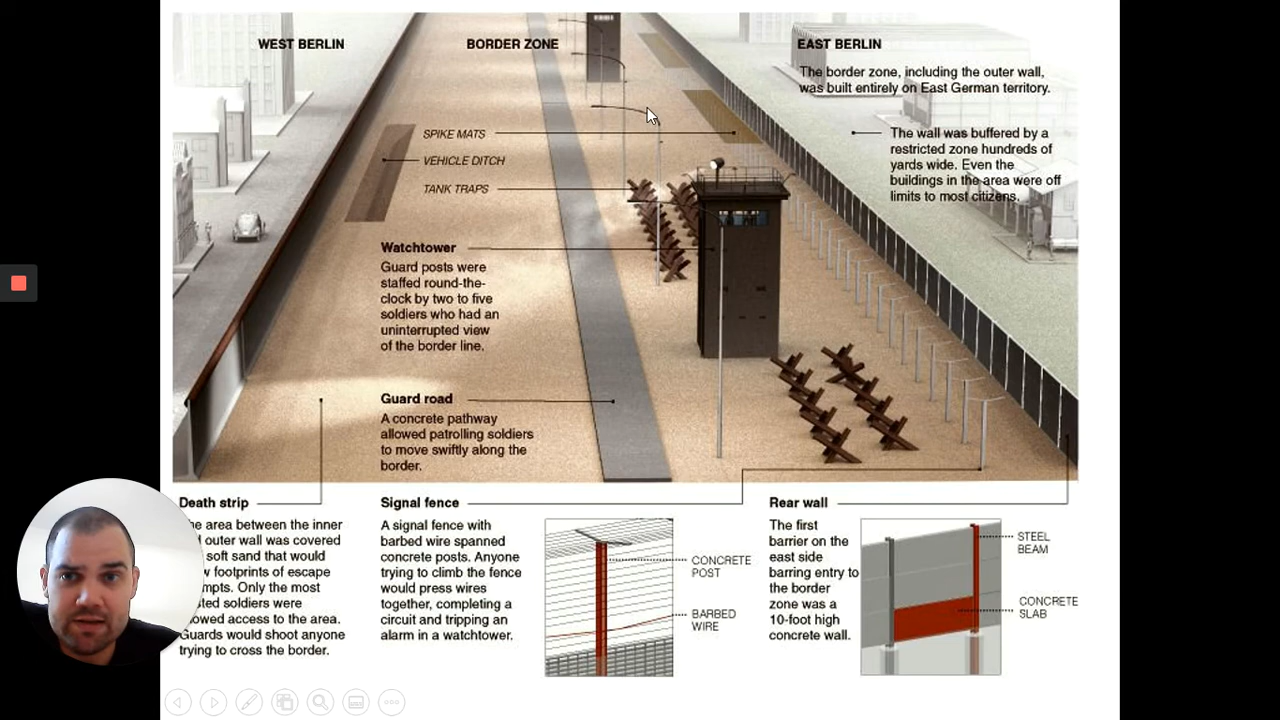 WEST BERLIN
BORDER ZONE
EAST BERLIN
The border zone, including the outer wall,
was built entirely on East German territory.
The wall was buffered by a
restricted zone hundreds of
yards wide. Even the
buildings in the area were off
limits to most citizens.
SPIKE MATS
VEHICLE DITCH
TANK TRAPS
Watchtower
Guard posts were
staffed round-the-
clock by two to five
soldiers who had an
uninterrupted view
of the border line.
Guard road
A concrete pathway
allowed patrolling soldiers
to move swiftly along the
border.
Death strip
area between the inner
outer wall was covered
soft sand that would
footprints of escape
Only the most
soldiers were
access to the area.
Guards would shoot anyone
trying to cross the border.
Signal fence
A signal fence with
barbed wire spanned
concrete posts. Anyone
trying to climb the fence
would press wires
together, completing a
circuit and tripping an
alarm in a watchtower.
CONCRETE
POST
BARBED
WIRE
Rear wall
The first
barrier on the
east side
barring entry to
the border
zone was a
10-foot high
concrete wall.
STEEL
BEAM
CONCRETE
SLAB